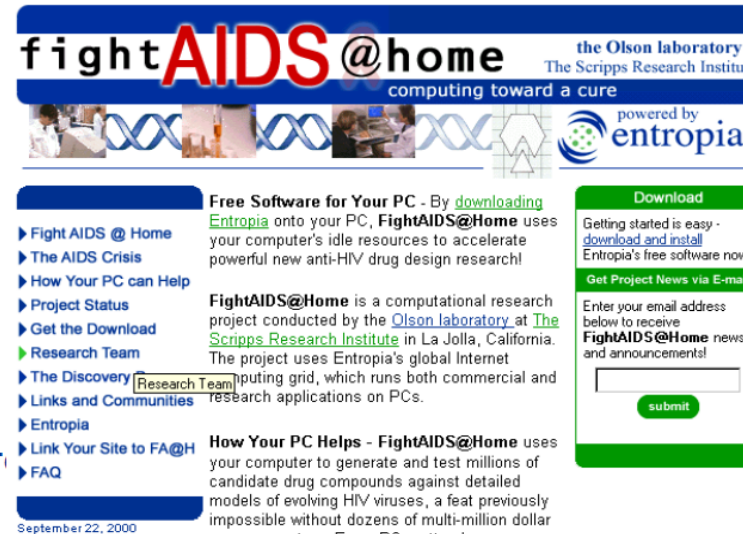 fightAIDS@home
the Olson laboratory
The Scripps Research Institu
computing toward a cure
powered by
entropia
Fight AIDS @ Home
The AIDS Crisis
How Your PC can Help
Project Status
Get the Download
Research Team
The Discovery
Research Team
Links and Communities
Entropia
Link Your Site to FA@H
FAQ
September 22, 2000
Free Software for Your PC - By downloading
Entropia onto your PC, FightAIDS@Home uses
your computer's idle resources to accelerate
powerful new anti-HIV drug design research!
FightAIDS@Home is a computational research
project conducted by the Olson laboratory at The
Scripps Research Institute in La Jolla, California.
The project uses Entropia's global Internet
mputing grid, which runs both commercial and
research applications on PCs.
How Your PC Helps - FightAIDS@Home uses
your computer to generate and test millions of
candidate drug compounds against detailed
models of evolving HIV viruses, a feat previously
impossible without dozens of multi-million dollar
Download
Getting started is easy -
download and install
Entropia's free software now
Get Project News via E-ma
Enter your email address
below to receive
FightAIDS@Home news
and announcements!
submit